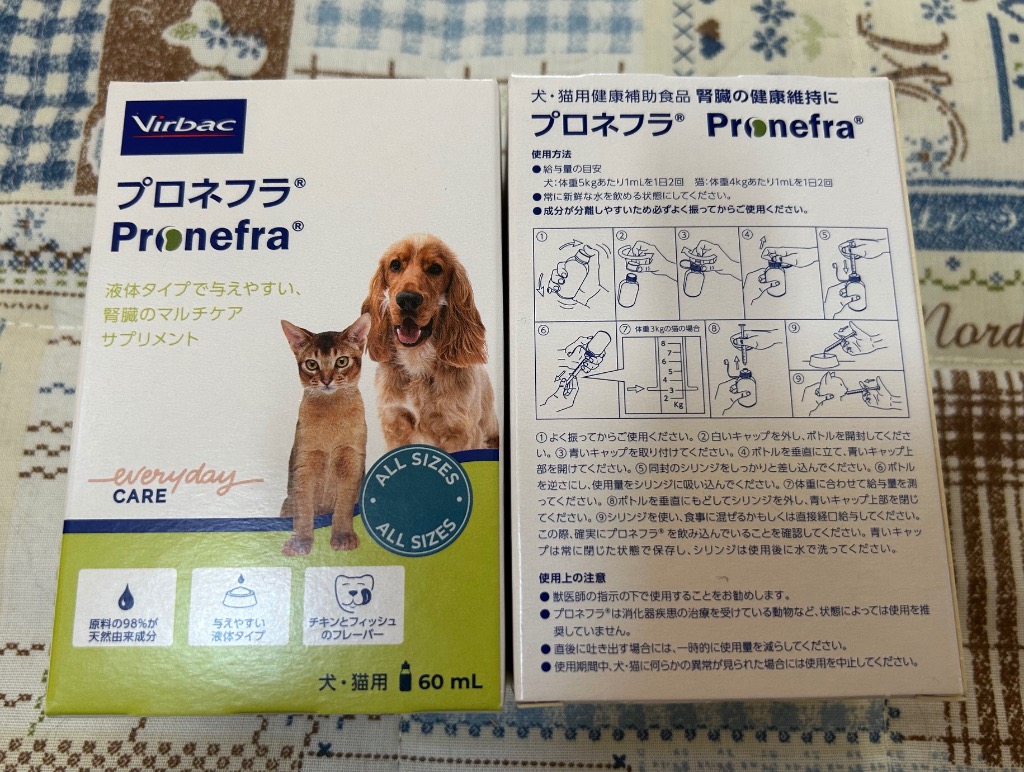 Virbac
プロネフラ®
Pronefra®
液体タイプで与えやすい、
腎臓のマルチケア
サプリメント
everyday
CARE
ALL SIZES
ALL SIZES
原料の98%が
天然由来成分
与えやすい
液体タイプ
チキンとフィッシュ
のフレーバー
犬・猫用 60 mL
犬・猫用健康補助食品 腎臓の健康維持に
プロネフラ® Pronefra®
使用方法
●給与量の目安
犬:体重5kgあたり1mLを1日2回 猫:体重4kgあたり1mLを1日2回
●常に新鮮な水を飲める状態にしてください。
●成分が分離しやすいため必ずよく振ってからご使用ください。
① ② ③ ④ ⑤
⑥ ⑦ 体重3kgの猫の場合 ⑧ ⑨
8
7
6
5
4
3
2
Kg
⑨
①よく振ってからご使用ください。②白いキャップを外し、ボトルを開封してくださ
い。③青いキャップを取り付けてください。④ボトルを垂直に立て、青いキャップ上
部を開けてください。⑤同封のシリンジをしっかりと差し込んでください。⑥ボトル
を逆さにし、使用量をシリンジに吸い込んでください。⑦体重に合わせて給与量を測
ってください。⑧ボトルを垂直にもどしてシリンジを外し、青いキャップ上部を閉じ
てください。⑨シリンジを使い、食事に混ぜるかもしくは直接経口給与してください。
この際、確実にプロネフラ®を飲み込んでいることを確認してください。青いキャッ
プは常に閉じた状態で保存し、シリンジは使用後に水で洗ってください。
使用上の注意
●獣医師の指示の下で使用することをお勧めします。
●プロネフラ®は消化器疾患の治療を受けている動物など、状態によっては使用を推
奨していません。
●直後に吐き出す場合には、一時的に使用量を減らしてください。
●使用期間中、犬・猫に何らかの異常が見られた場合には使用を中止してください。
Nord